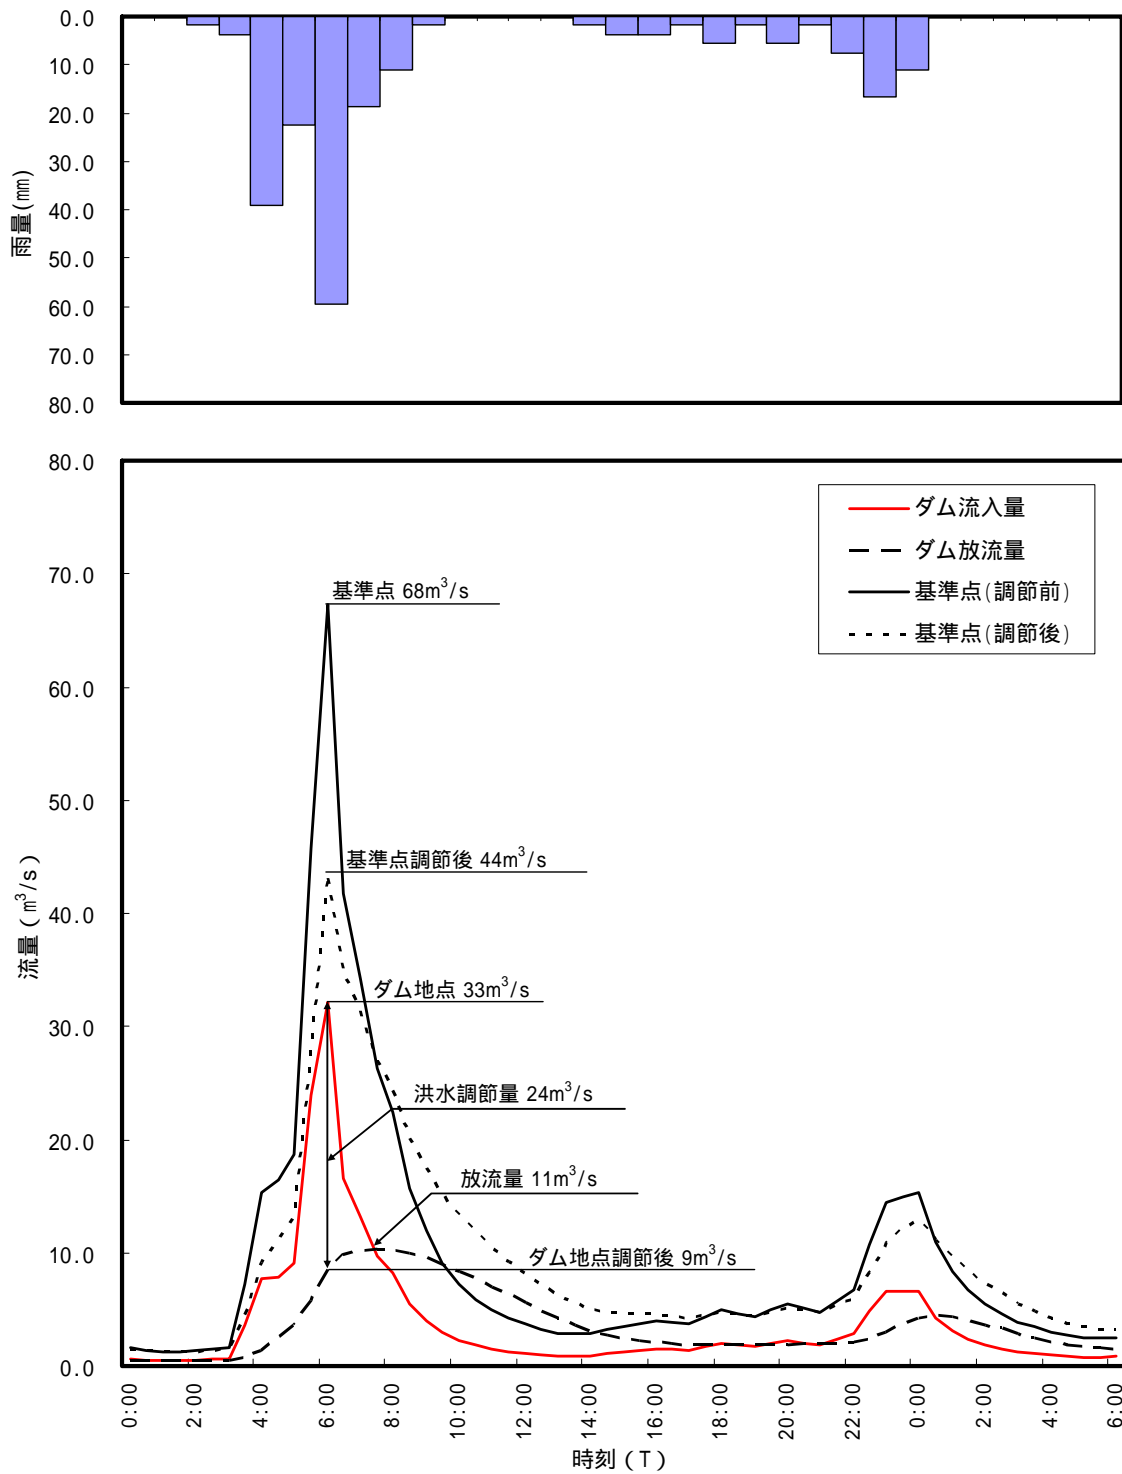 0.0
10.0
20.0
30.0
40.0
50.0
60.0
70.0
80.0
雨量(㎜)
80.0
70.0
60.0
50.0
40.0
30.0
20.0
10.0
0.0
流量（㎥/s）
ダム流入量
ダム放流量
基準点(調節前)
基準点(調節後)
基準点 68m³/s
基準点調節後 44m³/s
ダム地点 33m³/s
洪水調節量 24m³/s
放流量 11m³/s
ダム地点調節後 9m³/s
0:00
2:00
4:00
6:00
8:00
10:00
12:00
14:00
16:00
18:00
20:00
22:00
0:00
2:00
4:00
6:00
時刻（T）